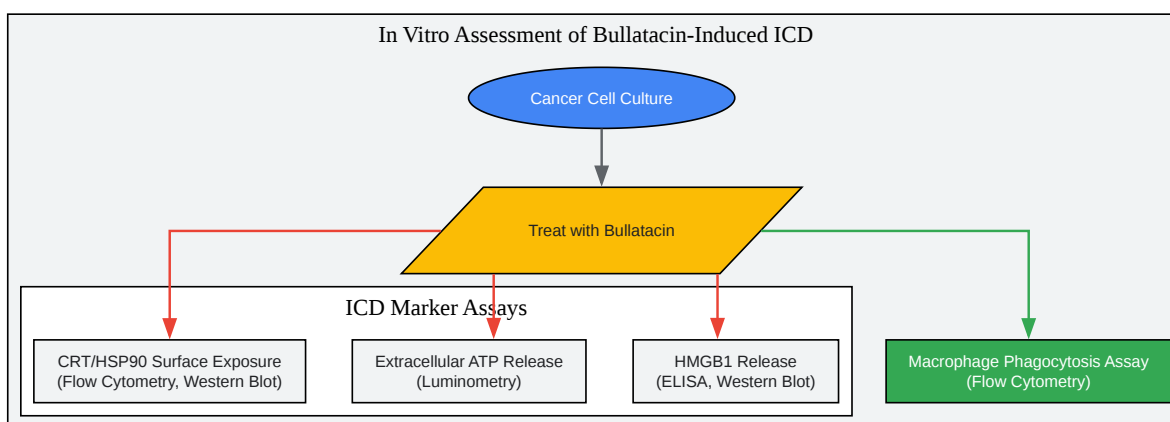 In Vitro Assessment of Bullatacin-Induced ICD
Cancer Cell Culture
Treat with Bullatacin
ICD Marker Assays
CRT/HSP90 Surface Exposure
(Flow Cytometry, Western Blot)
Extracellular ATP Release
(Luminometry)
HMGB1 Release
(ELISA, Western Blot)
Macrophage Phagocytosis Assay
(Flow Cytometry)